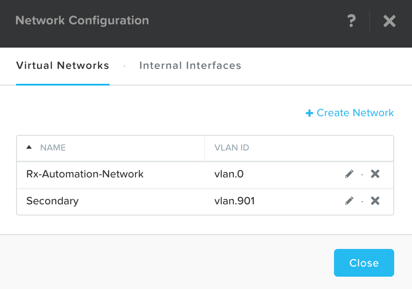 Network Configuration ?
Virtual Networks · Internal Interfaces
+ Create Network
NAME VLAN ID
Rx-Automation-Network vlan.0
Secondary vlan.901
Close